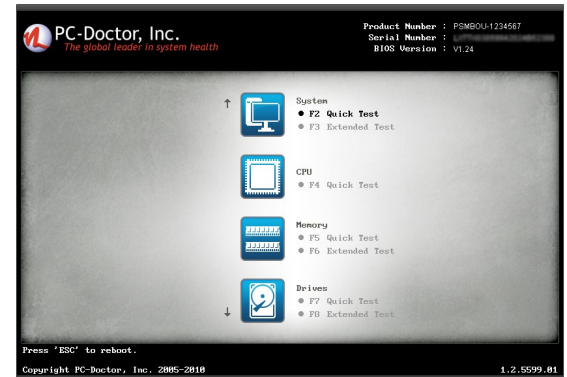 PC-Doctor, Inc.
The global leader in system health
Product Number : PSMBOU-1234567
Serial Number :
BIOS Version : V1.24
System
F2 Quick Test
F3 Extended Test
CPU
F4 Quick Test
Memory
F5 Quick Test
F6 Extended Test
Drives
F7 Quick Test
F8 Extended Test
Press 'ESC' to reboot.
Copyright PC-Doctor, Inc. 2005-2010
1.2.5599.01